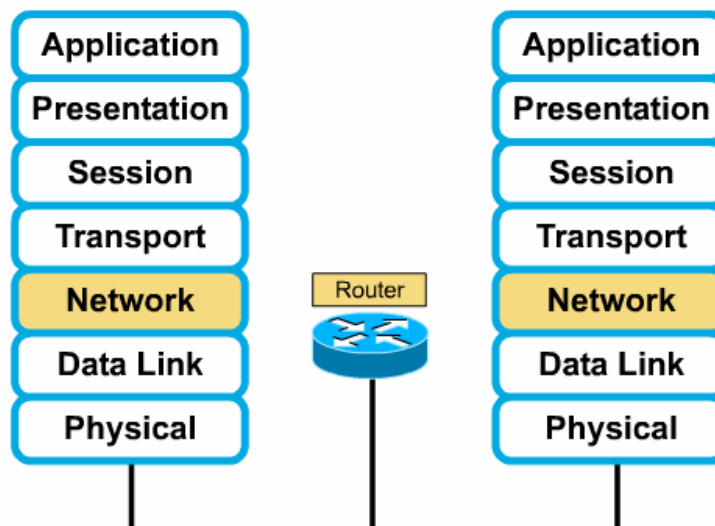 Application
Presentation
Session
Transport
Network
Data Link
Physical
Router
Application
Presentation
Session
Transport
Network
Data Link
Physical